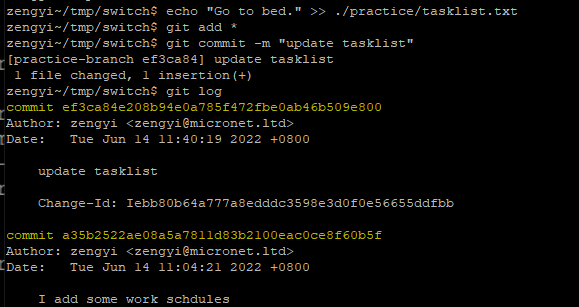 zengyi~/tmp/switch$ echo "Go to bed." >> ./practice/tasklist.txt
zengyi~/tmp/switch$ git add *
zengyi~/tmp/switch$ git commit -m "update tasklist"
[practice-branch ef3ca84] update tasklist
 1 file changed, 1 insertion(+)
zengyi~/tmp/switch$ git log
commit ef3ca84e208b94e0a785f472fbe0ab46b509e800
Author: zengyi <zengyi@micronet.ltd>
Date:   Tue Jun 14 11:40:19 2022 +0800
    update tasklist
    Change-Id: Iebb80b64a777a8edddc3598e3d0f0e56655ddfbb
commit a35b2522ae08a5a7811d83b2100eac0ce8f60b5f
Author: zengyi <zengyi@micronet.ltd>
Date:   Tue Jun 14 11:04:21 2022 +0800
    I add some work schdules